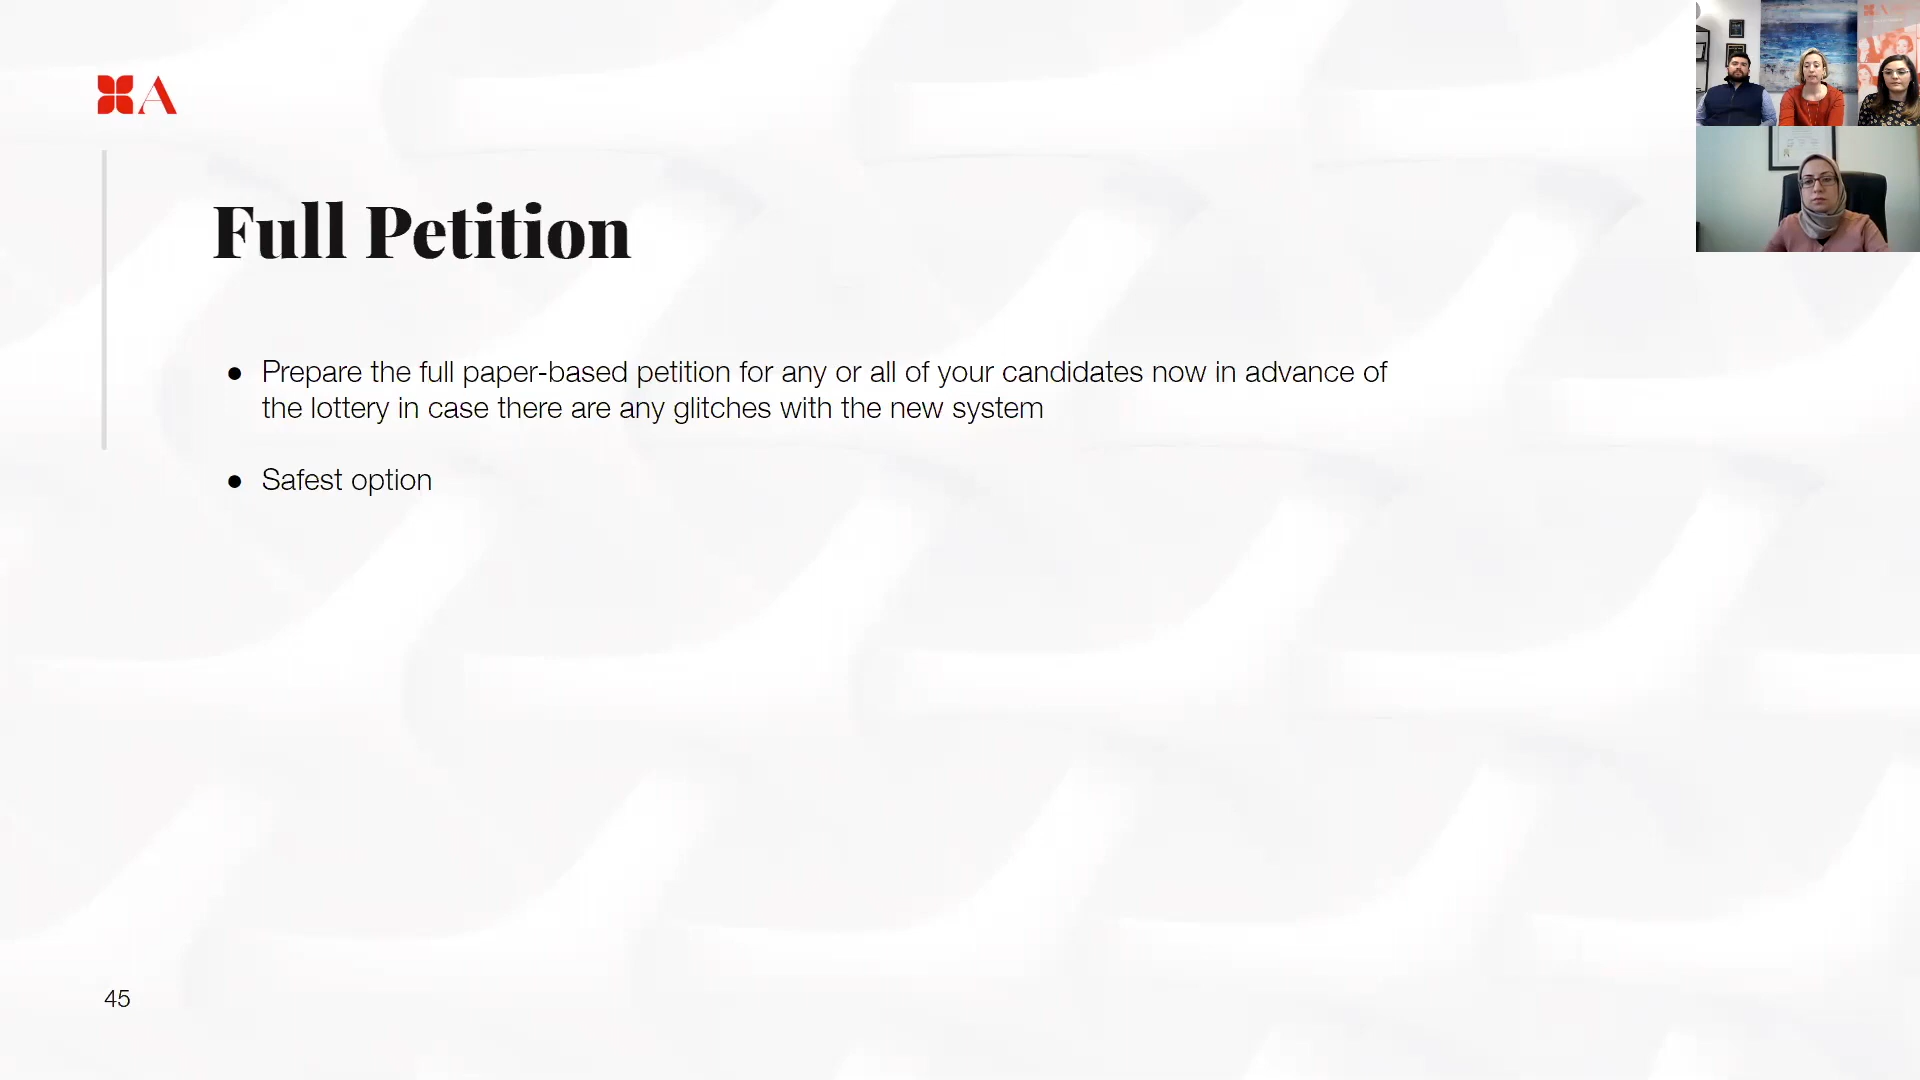 A
Full Petition
● Prepare the full paper-based petition for any or all of your candidates now in advance of
the lottery in case there are any glitches with the new system
● Safest option
45